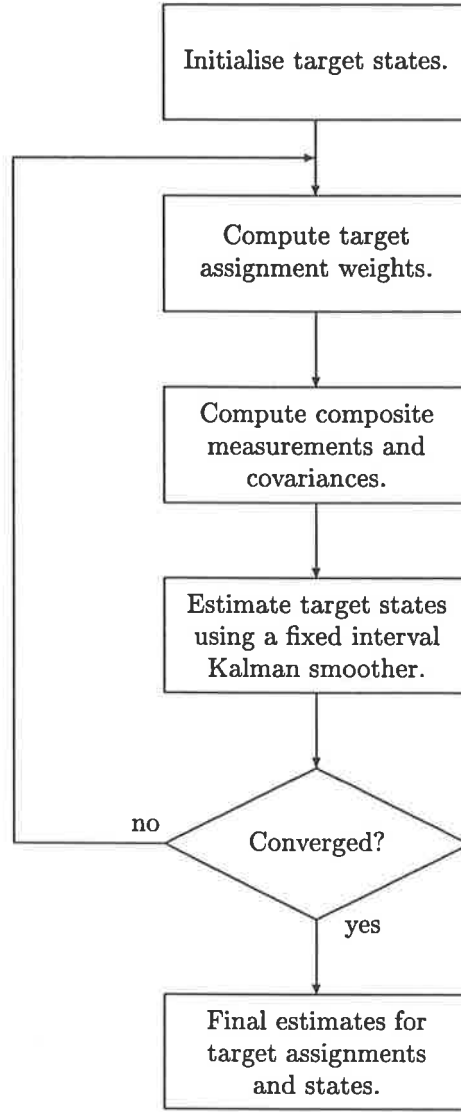 Initialise target states.
Compute target
assignment weights.
Compute composite
measurements and
covariances.
Estimate target states
using a fixed interval
Kalman smoother.
no
Converged?
yes
Final estimates for
target assignments
and states.